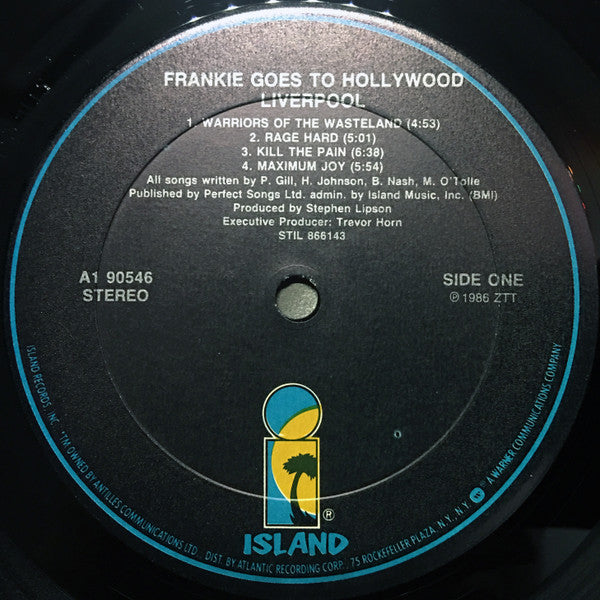 FRANKIE GOES TO HOLLYWOOD
LIVERPOOL
1. WARRIORS OF THE WASTELAND (4:53)
2. RAGE HARD (5:01)
3. KILL THE PAIN (6:38)
4. MAXIMUM JOY (5:54)
All songs written by P. Gill, H. Johnson, B. Nash, M. O'Tolle
Published by Perfect Songs Ltd. admin. by Island Music, Inc. (BMI)
Produced by Stephen Lipson
Executive Producer: Trevor Horn
STIL 866143
A1 90546
STEREO
SIDE ONE
℗ 1986 ZTT
®
ISLAND
ISLAND RECORDS, INC. *TM OWNED BY ANTILLES COMMUNICATIONS LTD., DIST. BY ATLANTIC RECORDING CORP., 75 ROCKEFELLER PLAZA, N.Y., N.Y. A WARNER COMMUNICATIONS COMPANY